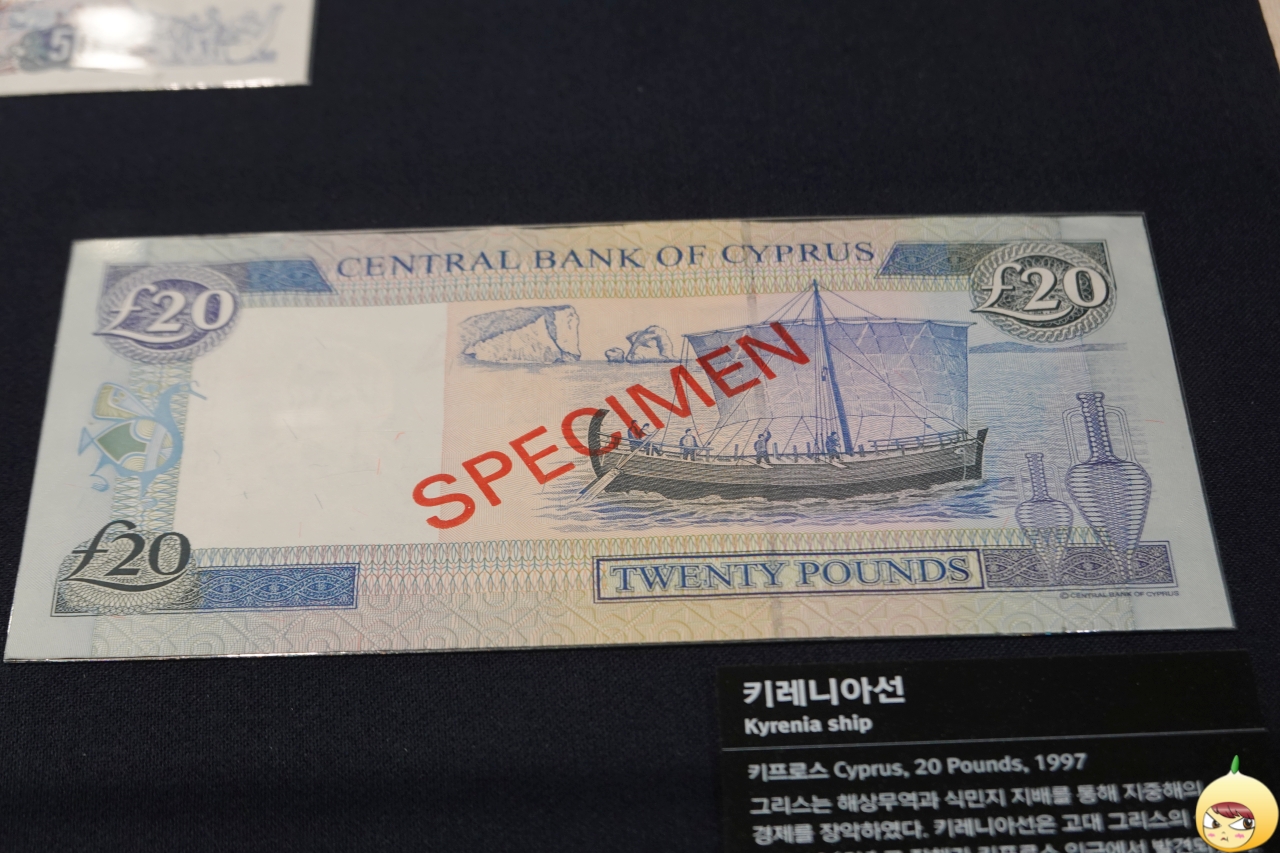 5
CENTRAL BANK OF CYPRUS
£20
£20
SPECIMEN
£20
TWENTY POUNDS
© CENTRAL BANK OF CYPRUS
키레니아선
Kyrenia ship
키프로스 Cyprus, 20 Pounds, 1997
그리스는 해상무역과 식민지 지배를 통해 지중해의
경제를 장악하였다. 키레니아선은 고대 그리스의